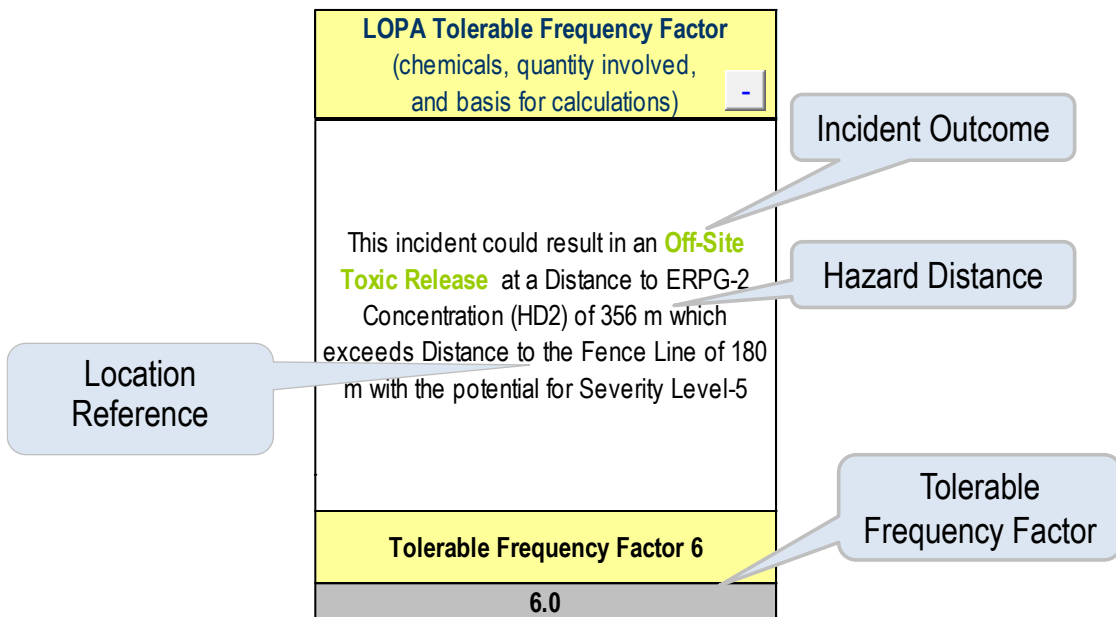 LOPA Tolerable Frequency Factor
(chemicals, quantity involved,
and basis for calculations)
-
Incident Outcome
This incident could result in an Off-Site
Toxic Release at a Distance to ERPG-2
Concentration (HD2) of 356 m which
exceeds Distance to the Fence Line of 180
m with the potential for Severity Level-5
Hazard Distance
Location
Reference
Tolerable
Frequency Factor
Tolerable Frequency Factor 6
6.0